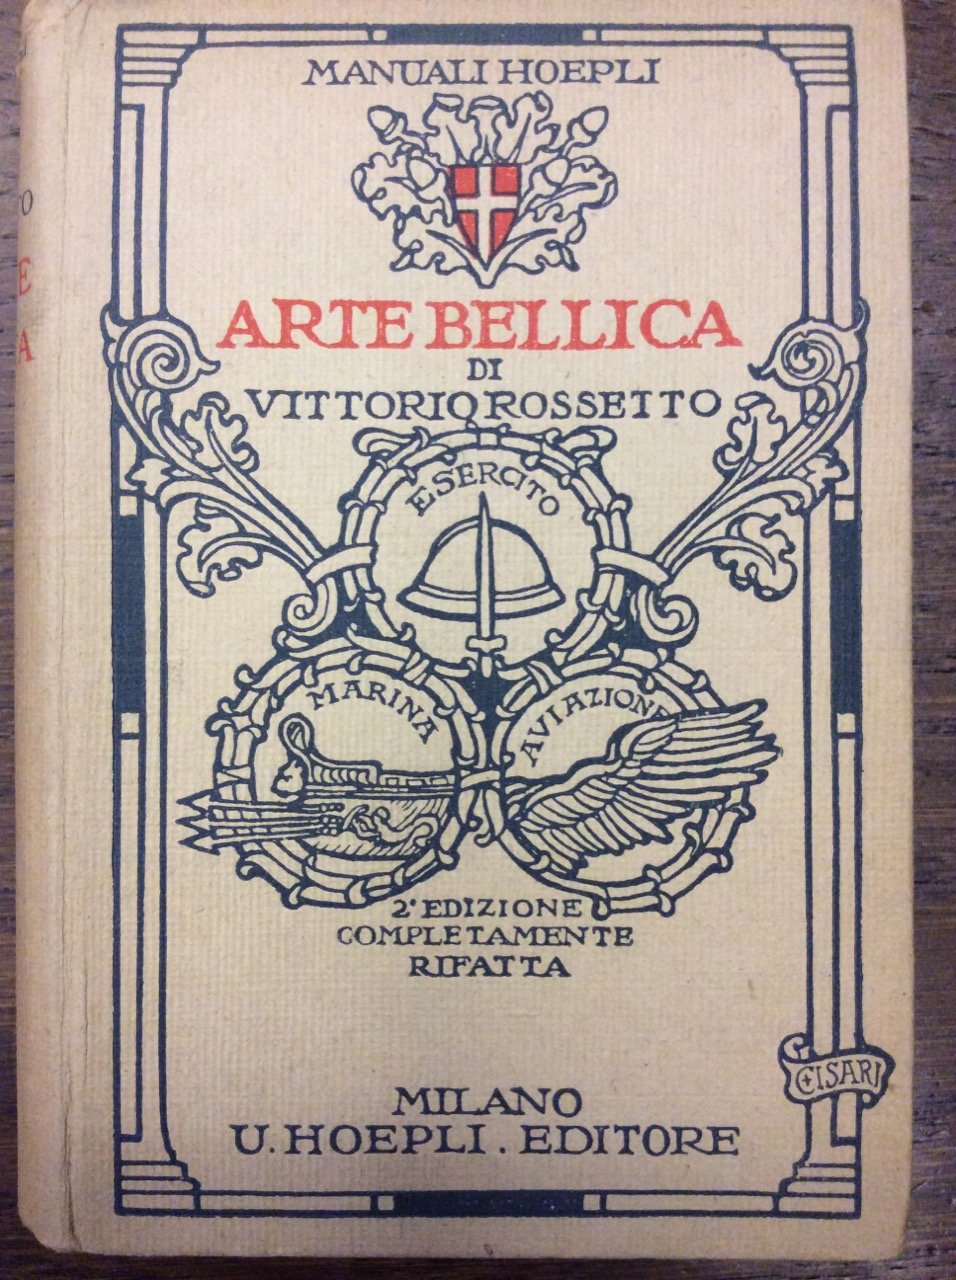 MANUALI HOEPLI
ARTE BELLICA
DI
VITTORIO ROSSETTO
ESERCITO
MARINA
AVIAZIONE
2ª EDIZIONE
COMPLETAMENTE
RIFATTA
CISARI
MILANO
U. HOEPLI . EDITORE
O
E
A